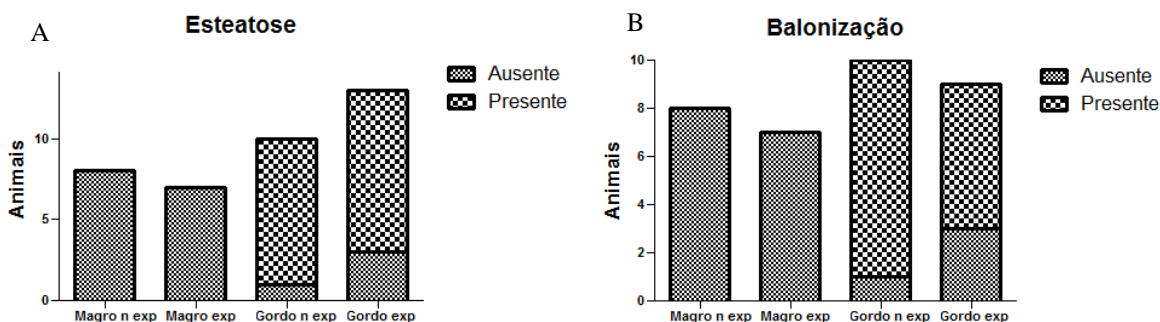 A
Esteatose
Ausente
Presente
Animais
10
5
0
Magro n exp
Magro exp
Gordo n exp
Gordo exp
B
Balonização
Ausente
Presente
Animais
10
8
6
4
2
0
Magro n exp
Magro exp
Gordo n exp
Gordo exp